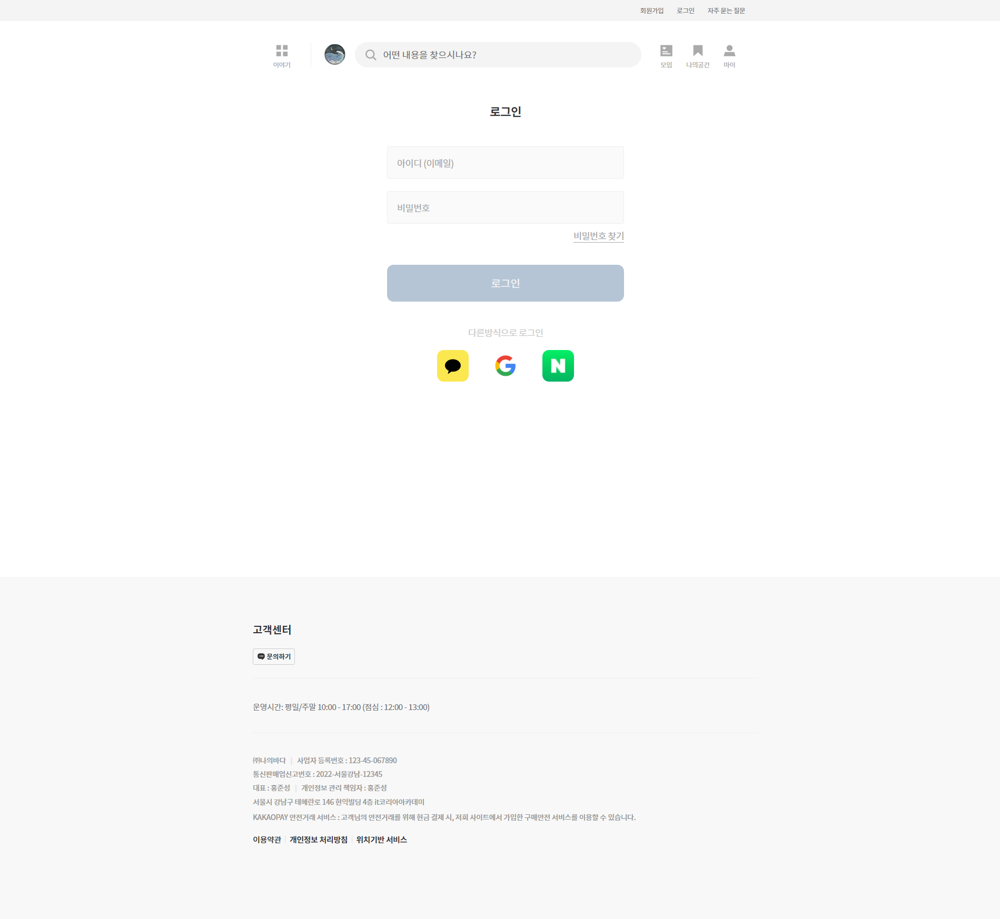 회원가입 로그인 자주 묻는 질문
어떤 내용을 찾으시나요?
이야기 모임 나의공간 마이
로그인
아이디 (이메일)
비밀번호
비밀번호 찾기
로그인
다른방식으로 로그인
N
고객센터
문의하기
운영시간: 평일/주말 10:00 - 17:00 (점심 : 12:00 - 13:00)
㈜나의바다 | 사업자 등록번호 : 123-45-067890
통신판매업신고번호 : 2022-서울강남-12345
대표 : 홍준성 | 개인정보 관리 책임자 : 홍준성
서울시 강남구 테헤란로 146 현익빌딩 4층 it코리아아카데미
KAKAOPAY 안전거래 서비스 : 고객님의 안전거래를 위해 현금 결제 시, 저희 사이트에서 가입한 구매안전 서비스를 이용할 수 있습니다.
이용약관 개인정보 처리방침 위치기반 서비스